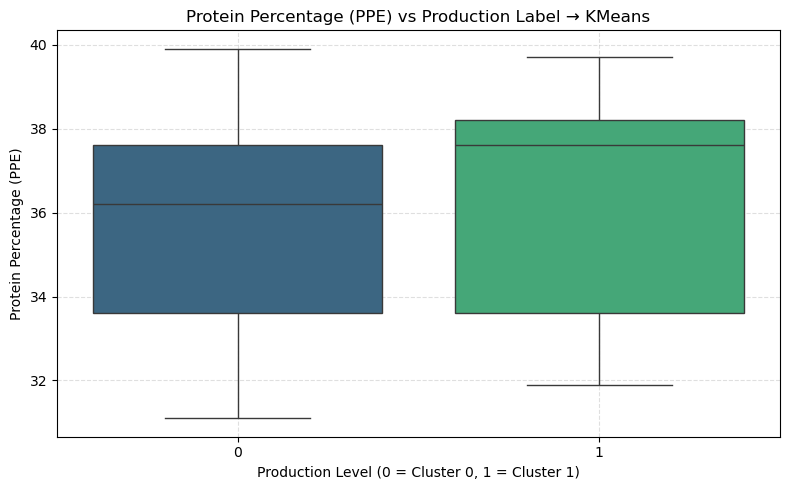 Protein Percentage (PPE) vs Production Label → KMeans
Protein Percentage (PPE)
40
38
36
34
32
0
1
Production Level (0 = Cluster 0, 1 = Cluster 1)